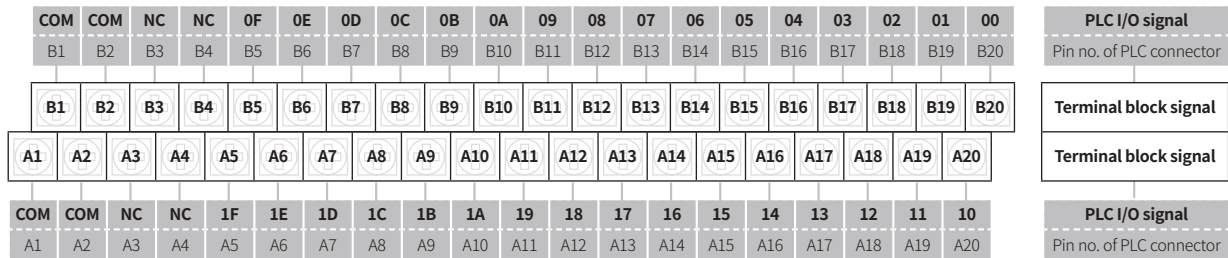 COM COM NC NC 0F 0E 0D 0C 0B 0A 09 08 07 06 05 04 03 02 01 00 PLC I/O signal
B1 B2 B3 B4 B5 B6 B7 B8 B9 B10 B11 B12 B13 B14 B15 B16 B17 B18 B19 B20 Pin no. of PLC connector
B1 B2 B3 B4 B5 B6 B7 B8 B9 B10 B11 B12 B13 B14 B15 B16 B17 B18 B19 B20 Terminal block signal
A1 A2 A3 A4 A5 A6 A7 A8 A9 A10 A11 A12 A13 A14 A15 A16 A17 A18 A19 A20 Terminal block signal
COM COM NC NC 1F 1E 1D 1C 1B 1A 19 18 17 16 15 14 13 12 11 10 PLC I/O signal
A1 A2 A3 A4 A5 A6 A7 A8 A9 A10 A11 A12 A13 A14 A15 A16 A17 A18 A19 A20 Pin no. of PLC connector